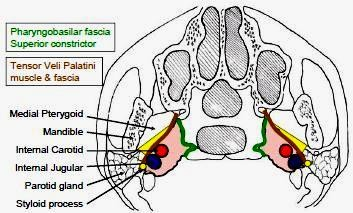 Pharyngobasilar fascia
Superior constrictor
Tensor Veli Palatini
muscle & fascia
Medial Pterygoid
Mandible
Internal Carotid
Internal Jugular
Parotid gland
Styloid process